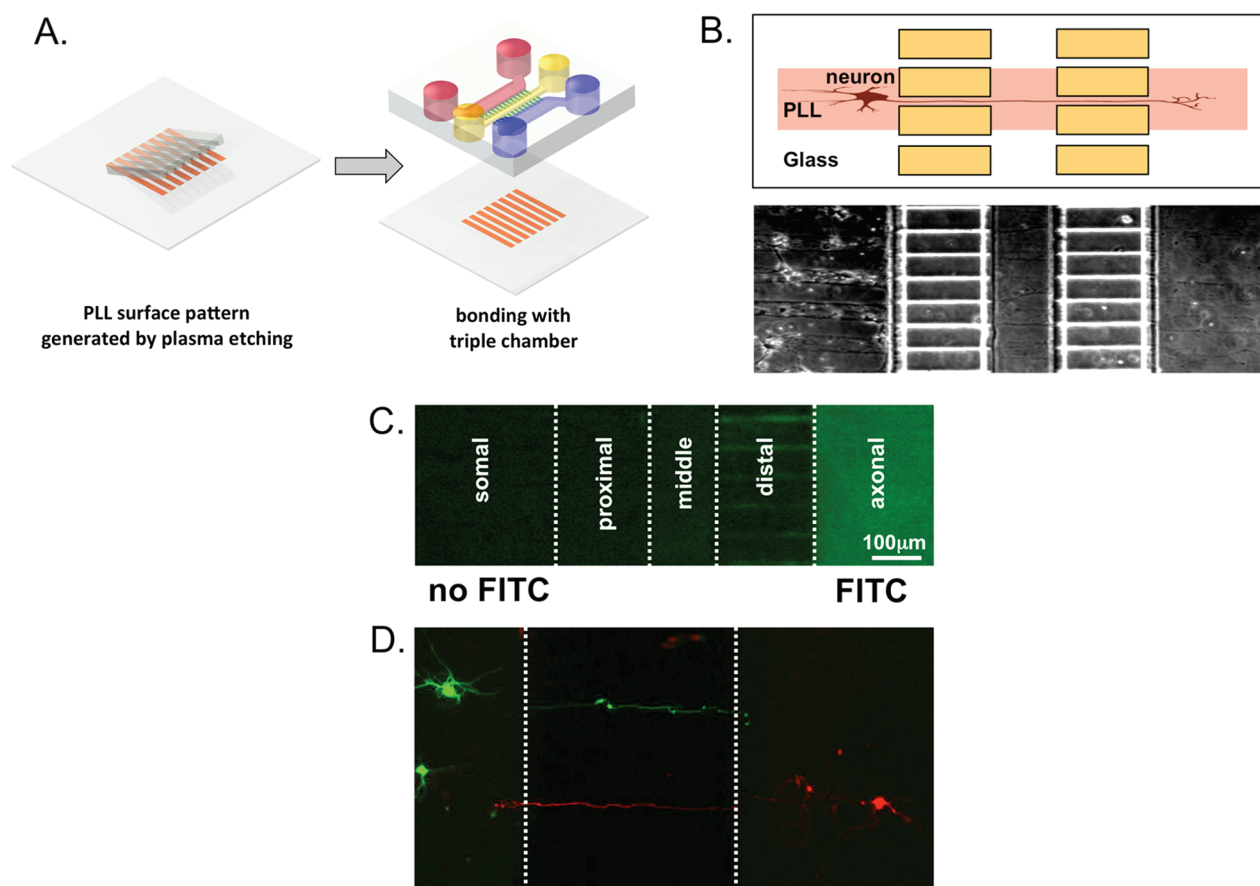 A.
PLL surface pattern
generated by plasma etching
bonding with
triple chamber
B.
neuron
PLL
Glass
C.
somal
proximal
middle
distal
axonal
100μm
no FITC
FITC
D.